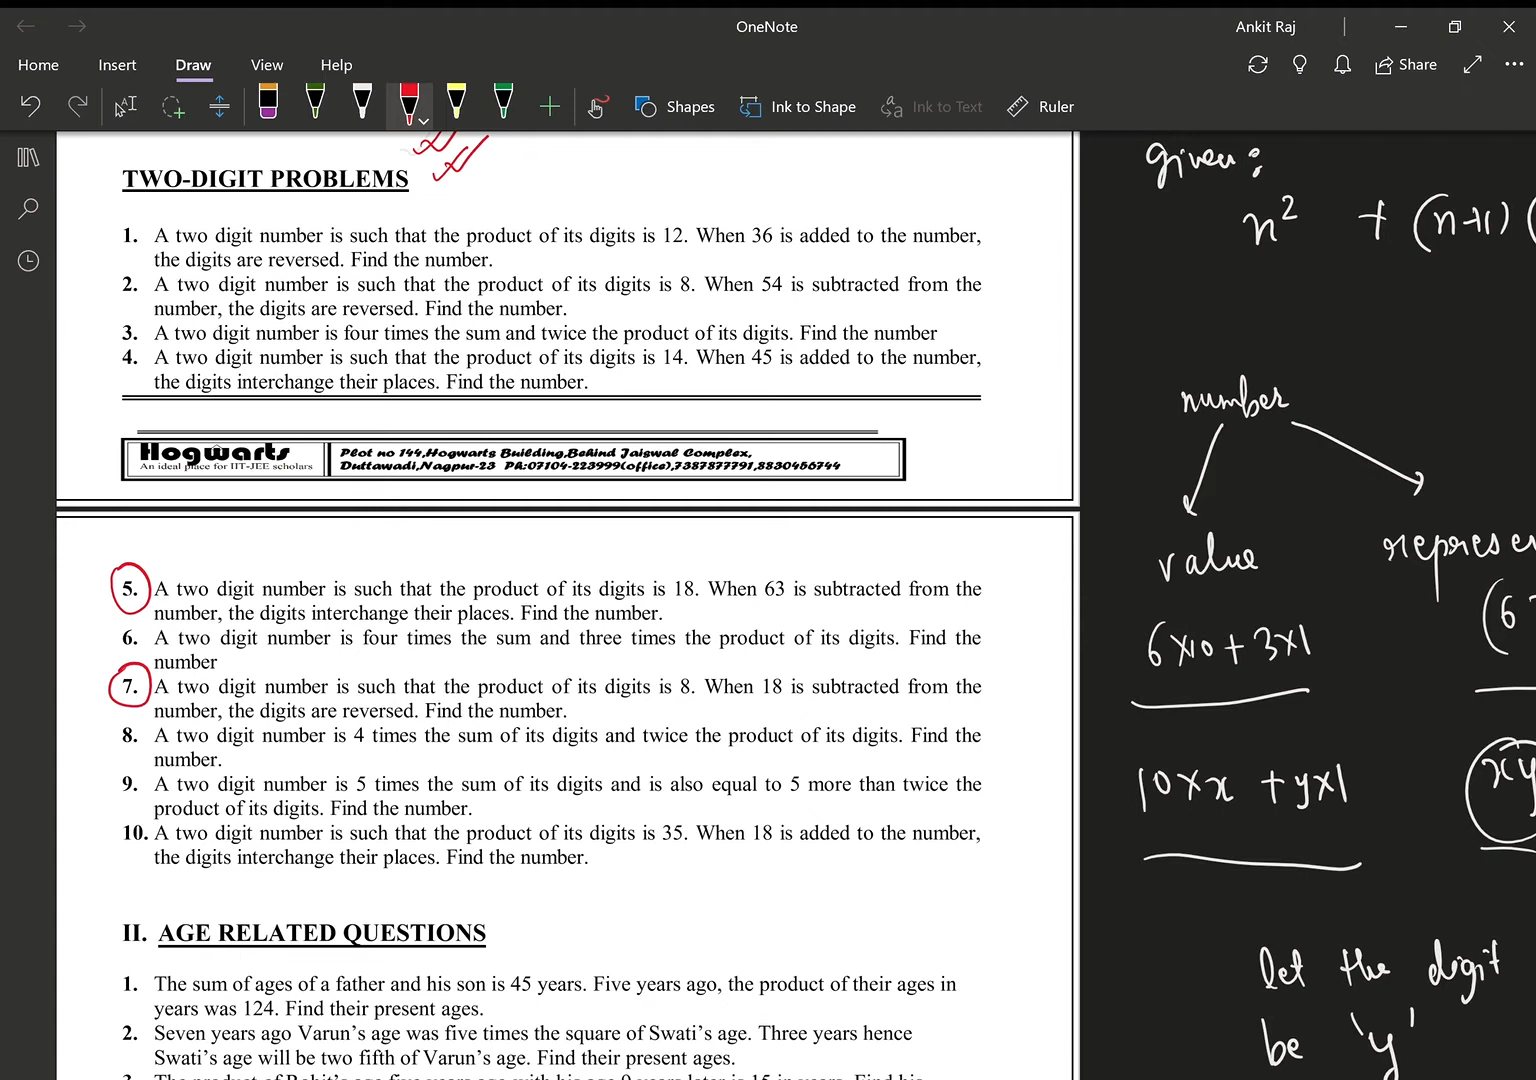 OneNote
Ankit Raj
Home Insert Draw View Help
Share
Shapes Ink to Shape Ink to Text Ruler
TWO-DIGIT PROBLEMS
1. A two digit number is such that the product of its digits is 12. When 36 is added to the number,
the digits are reversed. Find the number.
2. A two digit number is such that the product of its digits is 8. When 54 is subtracted from the
number, the digits are reversed. Find the number.
3. A two digit number is four times the sum and twice the product of its digits. Find the number
4. A two digit number is such that the product of its digits is 14. When 45 is added to the number,
the digits interchange their places. Find the number.
Hogwarts
An ideal place for IIT-JEE scholars
Plot no 144,Hogwarts Building,Behind Jaiswal Complex,
Duttawadi,Nagpur-23 Ph:07104-223999(office),7387877791,8830456744
5. A two digit number is such that the product of its digits is 18. When 63 is subtracted from the
number, the digits interchange their places. Find the number.
6. A two digit number is four times the sum and three times the product of its digits. Find the
number
7. A two digit number is such that the product of its digits is 8. When 18 is subtracted from the
number, the digits are reversed. Find the number.
8. A two digit number is 4 times the sum of its digits and twice the product of its digits. Find the
number.
9. A two digit number is 5 times the sum of its digits and is also equal to 5 more than twice the
product of its digits. Find the number.
10. A two digit number is such that the product of its digits is 35. When 18 is added to the number,
the digits interchange their places. Find the number.
II. AGE RELATED QUESTIONS
1. The sum of ages of a father and his son is 45 years. Five years ago, the product of their ages in
years was 124. Find their present ages.
2. Seven years ago Varun's age was five times the square of Swati's age. Three years hence
Swati's age will be two fifth of Varun's age. Find their present ages.
given:
n² + (n+1) (
number
value
represen
6×10 + 3×1
(6
10×x + y×1
xy
let the digit
be 'y'